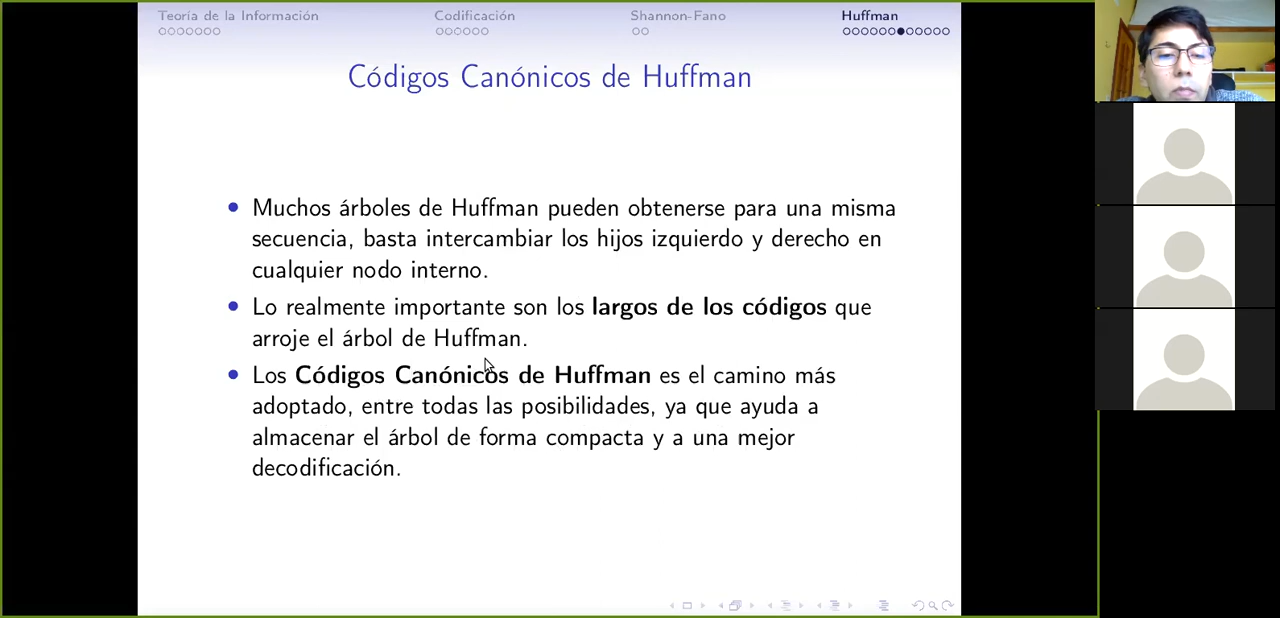 Teoría de la Información
Codificación
Shannon-Fano
Huffman
Códigos Canónicos de Huffman
Muchos árboles de Huffman pueden obtenerse para una misma
secuencia, basta intercambiar los hijos izquierdo y derecho en
cualquier nodo interno.
Lo realmente importante son los largos de los códigos que
arroje el árbol de Huffman.
Los Códigos Canónicos de Huffman es el camino más
adoptado, entre todas las posibilidades, ya que ayuda a
almacenar el árbol de forma compacta y a una mejor
decodificación.